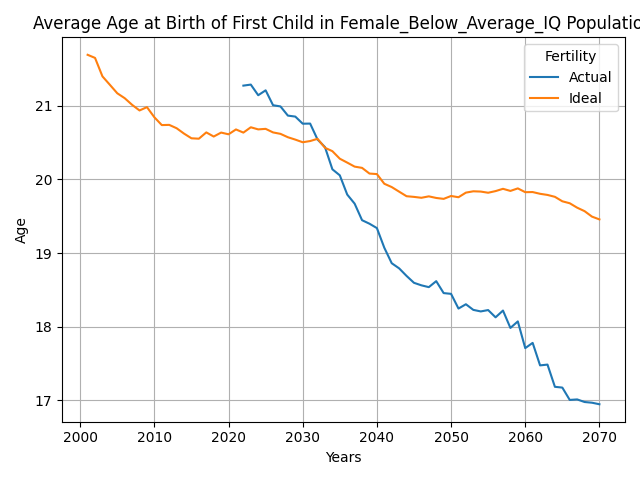 Average Age at Birth of First Child in Female_Below_Average_IQ Populatio
Fertility
Actual
Ideal
21
20
19
18
17
Age
2000 2010 2020 2030 2040 2050 2060 2070
Years